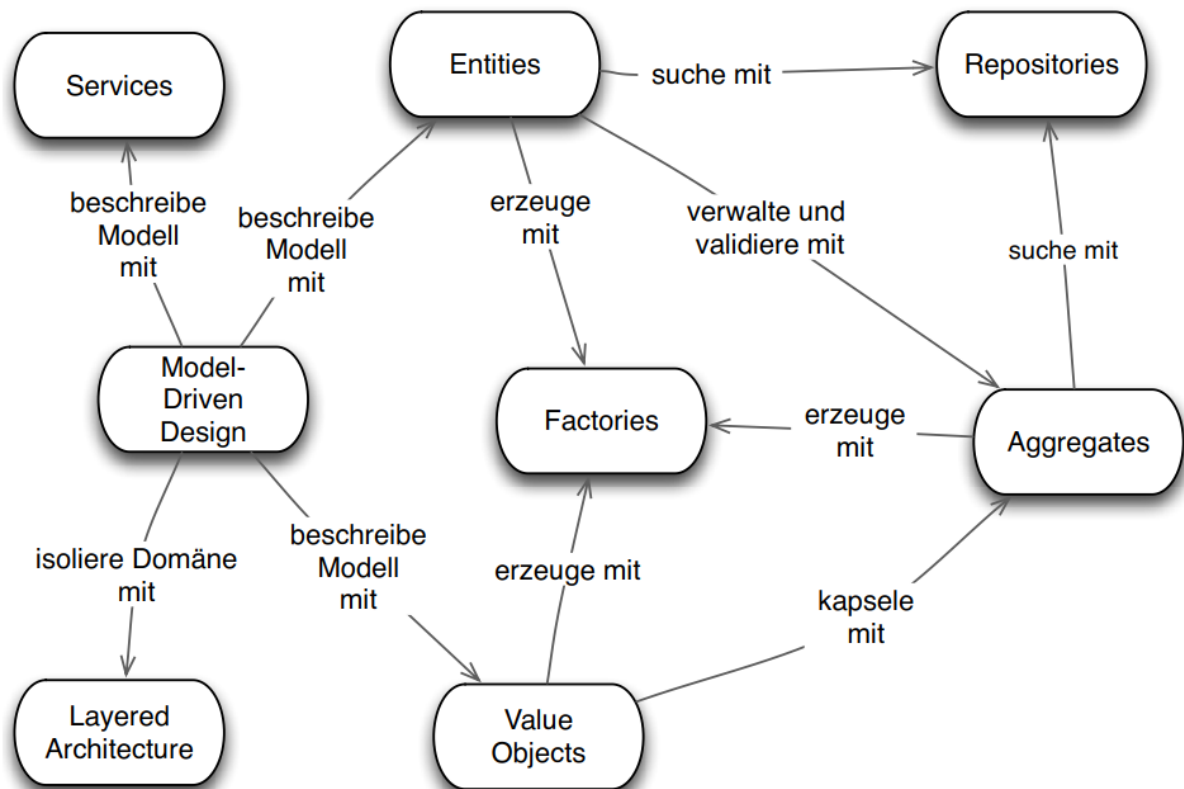 Services
Entities
suche mit
Repositories
beschreibe
Modell
mit
beschreibe
Modell
mit
erzeuge
mit
verwalte und
validiere mit
suche mit
Model-
Driven
Design
Factories
erzeuge
mit
Aggregates
isoliere Domäne
mit
beschreibe
Modell
mit
erzeuge mit
kapsele
mit
Layered
Architecture
Value
Objects